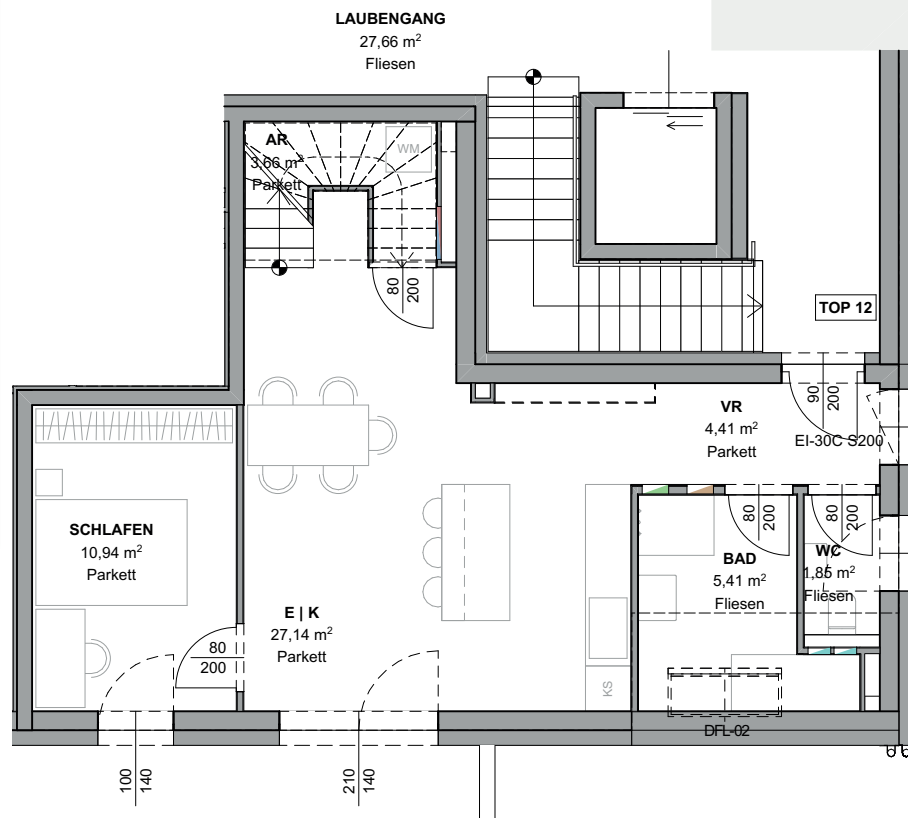 LAUBENGANG
27,66 m²
Fliesen
AR
3,66 m²
Parkett
WM
80
200
TOP 12
90
200
EI-30C S200
VR
4,41 m²
Parkett
80
200
80
200
SCHLAFEN
10,94 m²
Parkett
BAD
5,41 m²
Fliesen
WC
1,85 m²
Fliesen
E | K
27,14 m²
Parkett
80
200
KS
DFL-02
100
140
210
140